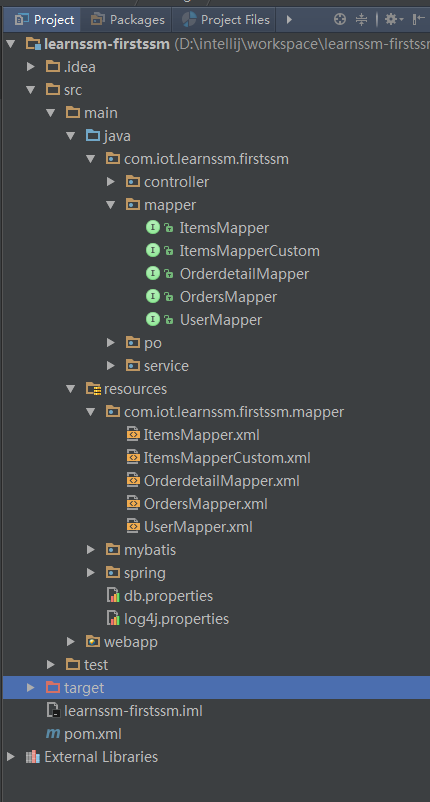 Project Packages Project Files
learnssm-firstssm (D:\intellij\workspace\learnssm-firstssm
.idea
src
main
java
com.iot.learnssm.firstssm
controller
mapper
ItemsMapper
ItemsMapperCustom
OrderdetailMapper
OrdersMapper
UserMapper
po
service
resources
com.iot.learnssm.firstssm.mapper
ItemsMapper.xml
ItemsMapperCustom.xml
OrderdetailMapper.xml
OrdersMapper.xml
UserMapper.xml
mybatis
spring
db.properties
log4j.properties
webapp
test
target
learnssm-firstssm.iml
pom.xml
External Libraries